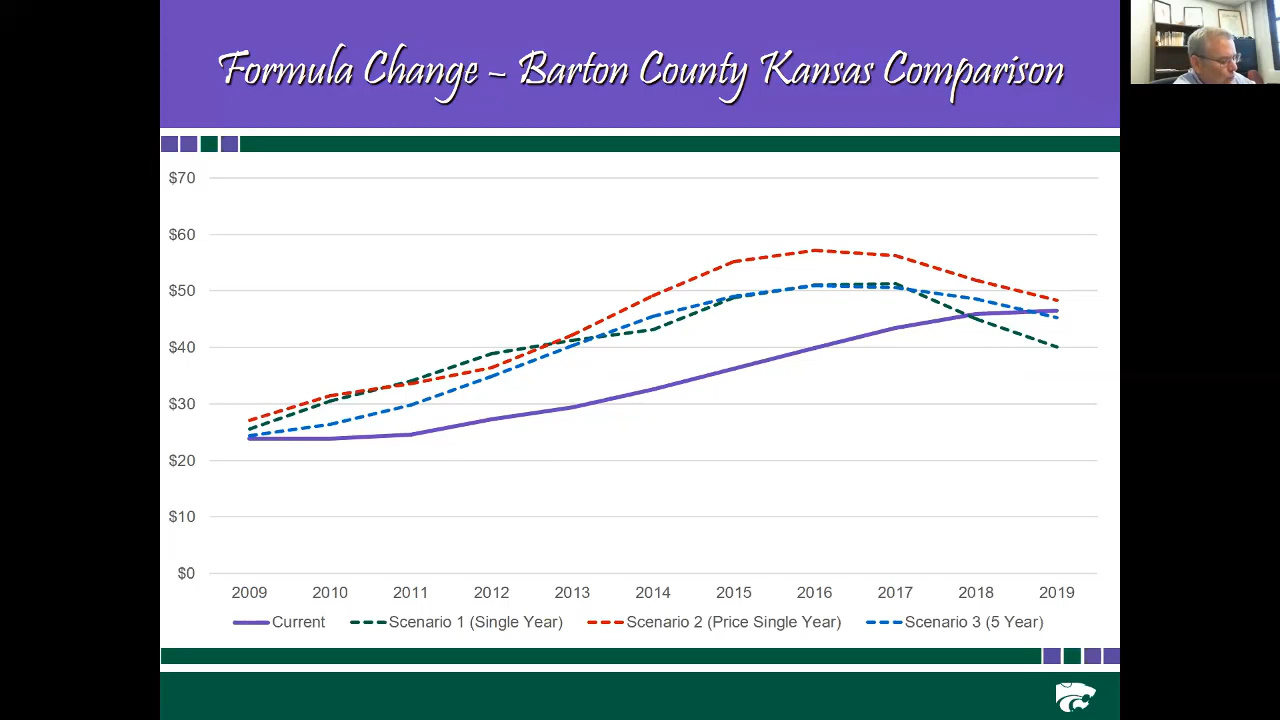 Formula Change – Barton County Kansas Comparison
$70
$60
$50
$40
$30
$20
$10
$0
2009 2010 2011 2012 2013 2014 2015 2016 2017 2018 2019
Current Scenario 1 (Single Year) Scenario 2 (Price Single Year) Scenario 3 (5 Year)